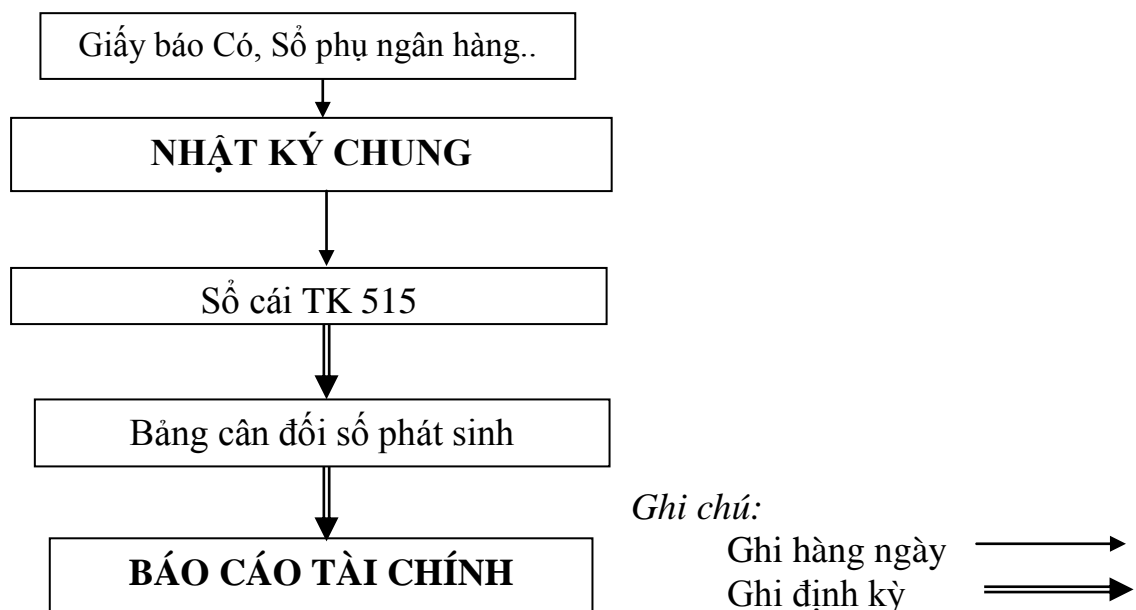 Giấy báo Có, Sổ phụ ngân hàng..
NHẬT KÝ CHUNG
Sổ cái TK 515
Bảng cân đối số phát sinh
BÁO CÁO TÀI CHÍNH
Ghi chú:
Ghi hàng ngày
Ghi định kỳ